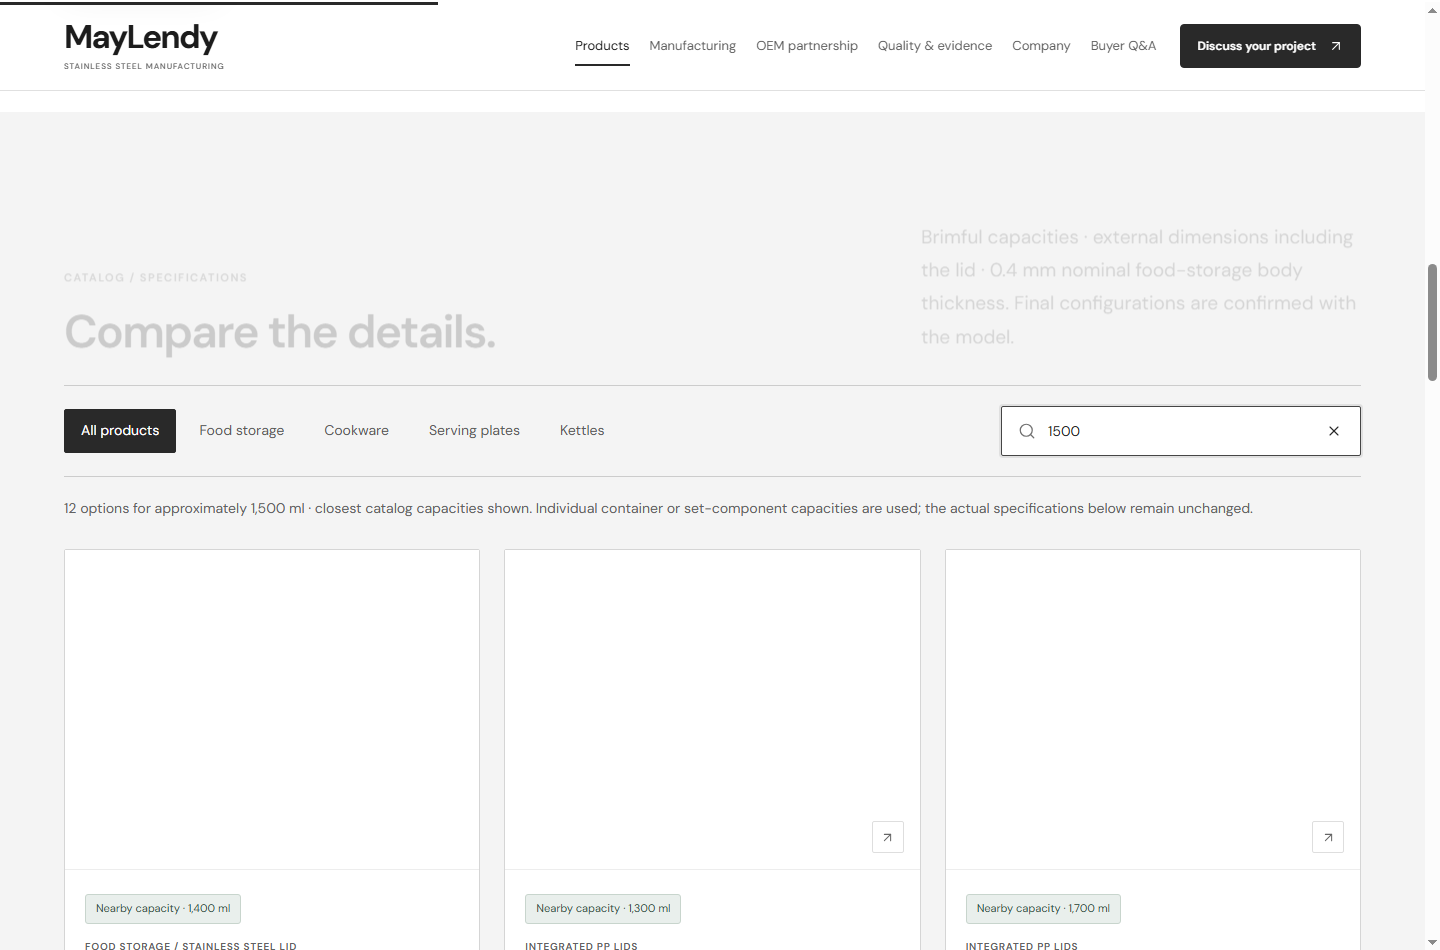 MayLendy
STAINLESS STEEL MANUFACTURING
Products
Manufacturing
OEM partnership
Quality & evidence
Company
Buyer Q&A
Discuss your project
Brimful capacities · external dimensions including
the lid · 0.4 mm nominal food-storage body
thickness. Final configurations are confirmed with
the model.
CATALOG / SPECIFICATIONS
Compare the details.
All products
Food storage
Cookware
Serving plates
Kettles
1500
12 options for approximately 1,500 ml · closest catalog capacities shown. Individual container or set-component capacities are used; the actual specifications below remain unchanged.
Nearby capacity · 1,400 ml
Nearby capacity · 1,300 ml
Nearby capacity · 1,700 ml
FOOD STORAGE / STAINLESS STEEL LID
INTEGRATED PP LIDS
INTEGRATED PP LIDS